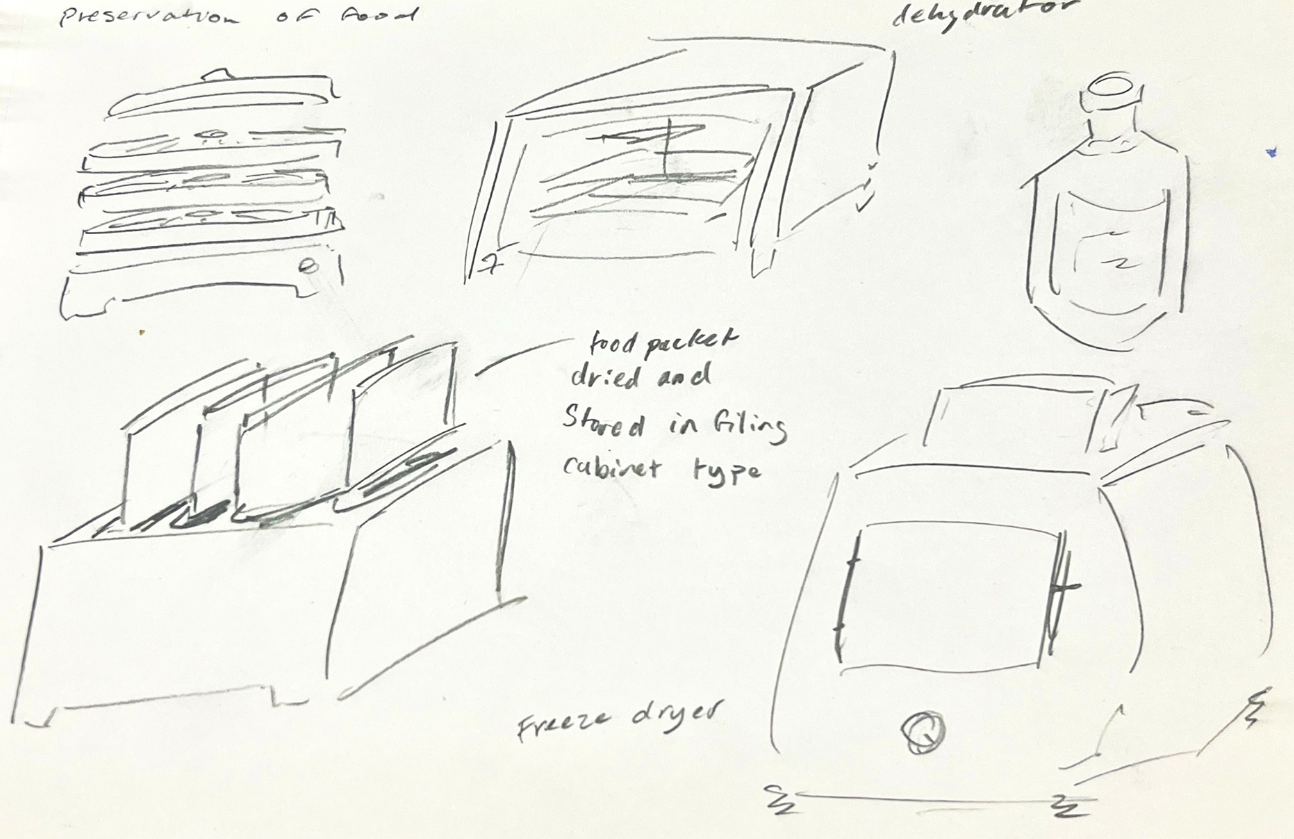 Preservation of food
dehydrator
food packet
dried and
Stored in filing
cabinet type
Freeze dryer